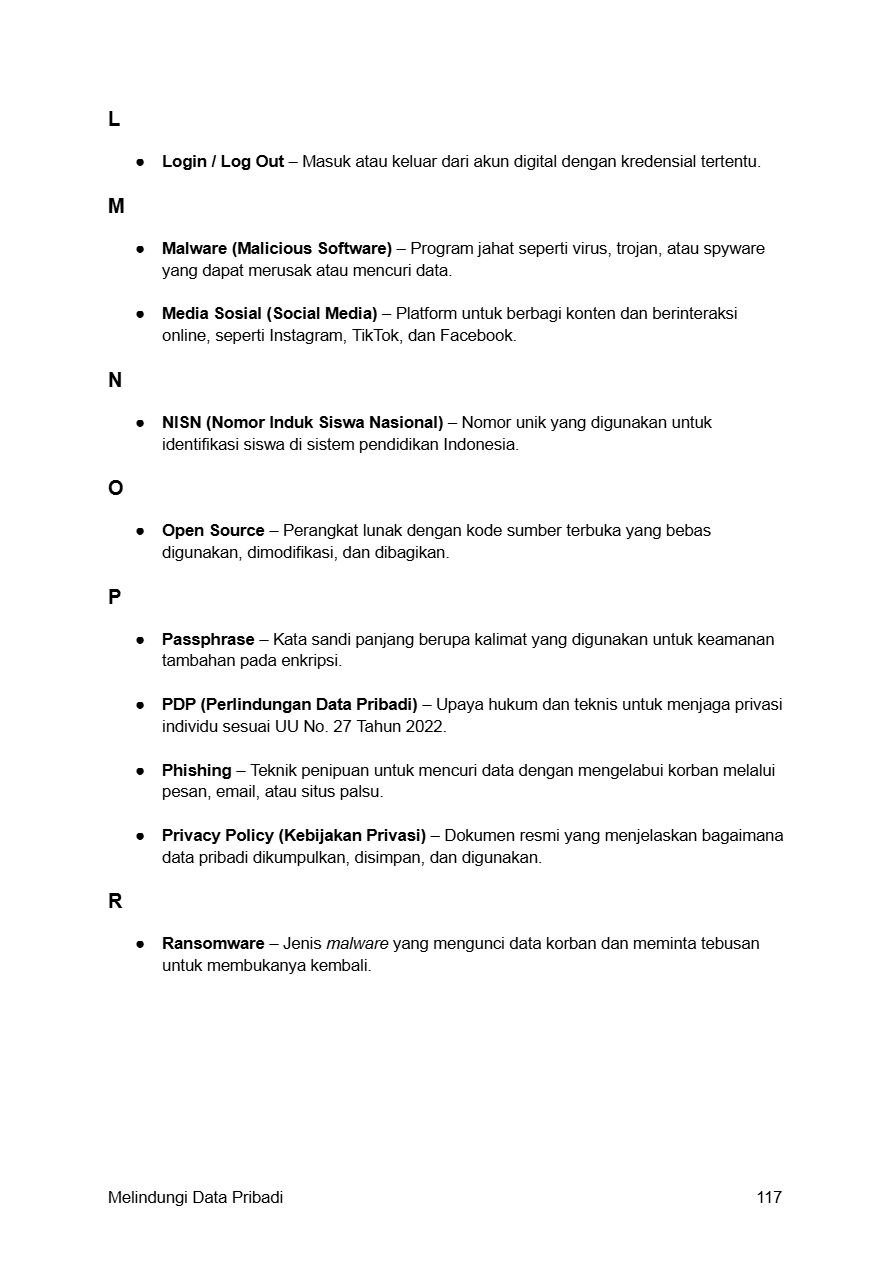 L
● Login / Log Out – Masuk atau keluar dari akun digital dengan kredensial tertentu.
M
● Malware (Malicious Software) – Program jahat seperti virus, trojan, atau spyware
yang dapat merusak atau mencuri data.
● Media Sosial (Social Media) – Platform untuk berbagi konten dan berinteraksi
online, seperti Instagram, TikTok, dan Facebook.
N
● NISN (Nomor Induk Siswa Nasional) – Nomor unik yang digunakan untuk
identifikasi siswa di sistem pendidikan Indonesia.
O
● Open Source – Perangkat lunak dengan kode sumber terbuka yang bebas
digunakan, dimodifikasi, dan dibagikan.
P
● Passphrase – Kata sandi panjang berupa kalimat yang digunakan untuk keamanan
tambahan pada enkripsi.
● PDP (Perlindungan Data Pribadi) – Upaya hukum dan teknis untuk menjaga privasi
individu sesuai UU No. 27 Tahun 2022.
● Phishing – Teknik penipuan untuk mencuri data dengan mengelabui korban melalui
pesan, email, atau situs palsu.
● Privacy Policy (Kebijakan Privasi) – Dokumen resmi yang menjelaskan bagaimana
data pribadi dikumpulkan, disimpan, dan digunakan.
R
● Ransomware – Jenis malware yang mengunci data korban dan meminta tebusan
untuk membukanya kembali.
Melindungi Data Pribadi 117